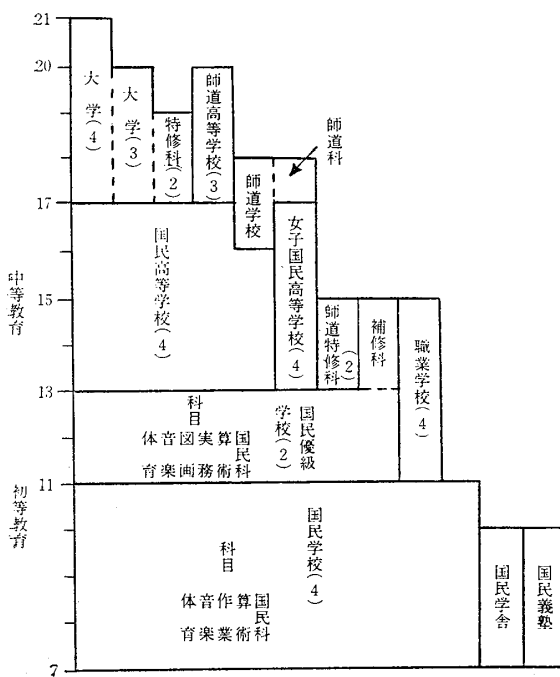 21
20
17
15
13
11
7
中等教育
初等教育
大学(4)
大学(3)
特修科(2)
師道高等学校(3)
師道学校
師道科
国民高等学校(4)
女子国民高等学校(4)
師道特修科(2)
補修科
職業学校(4)
国民優級
学校(2)
科目
国民科
算術
実務
図画
音楽
体育
国民学校(4)
科目
国民科
算術
作業
音楽
体育
国民学舎
国民義塾